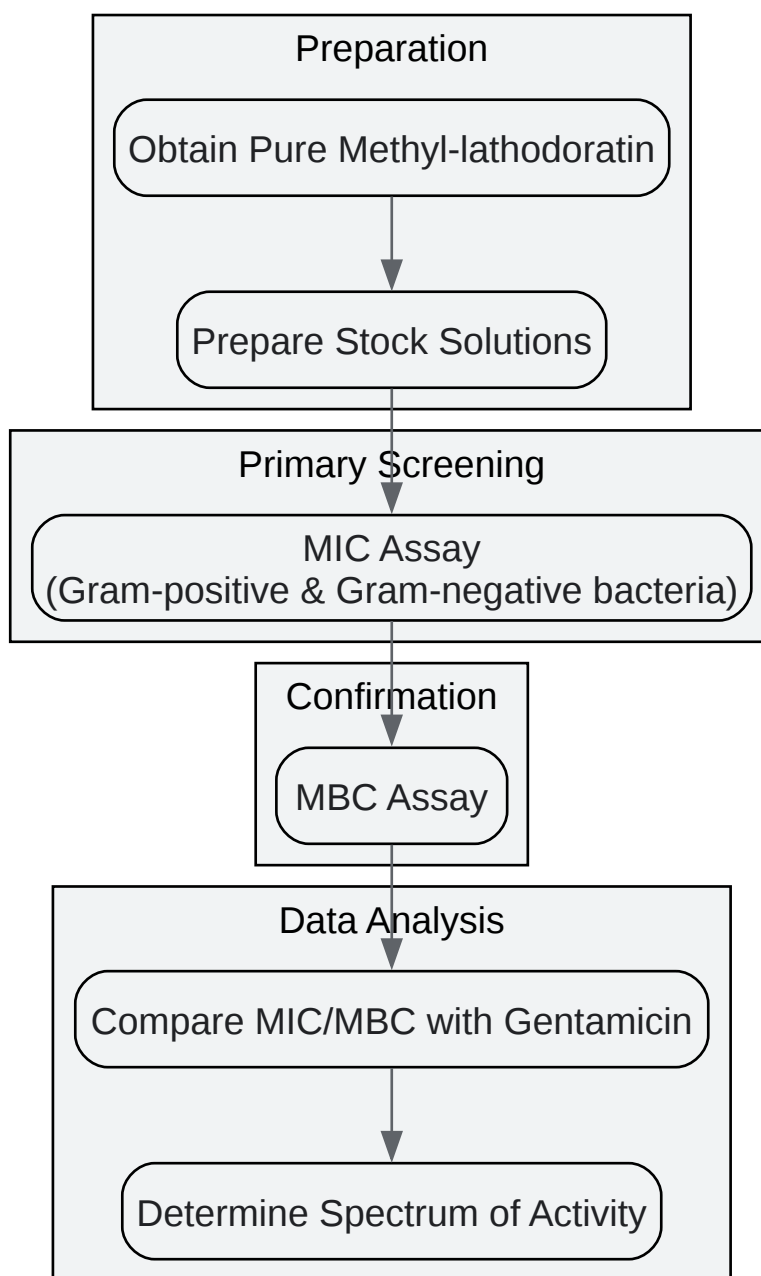 Preparation
Obtain Pure Methyl-lathodoratin
Prepare Stock Solutions
Primary Screening
MIC Assay
(Gram-positive & Gram-negative bacteria)
Confirmation
MBC Assay
Data Analysis
Compare MIC/MBC with Gentamicin
Determine Spectrum of Activity